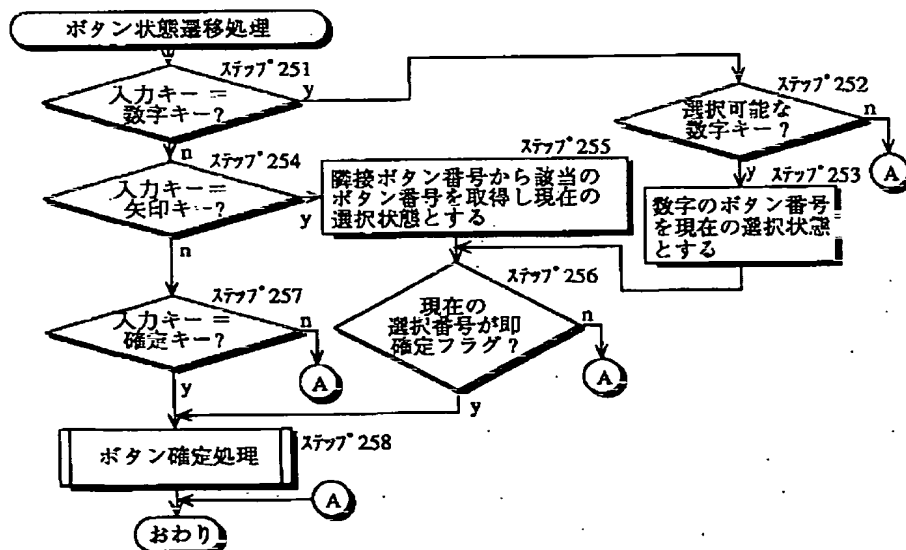 ボタン状態遷移処理
ステップ251
入力キー=
数字キー?
y
n
ステップ252
選択可能な
数字キー?
n
A
y
ステップ253
数字のボタン番号
を現在の選択状態
とする
ステップ254
入力キー=
矢印キー?
y
n
ステップ255
隣接ボタン番号から該当の
ボタン番号を取得し現在の
選択状態とする
ステップ256
現在の
選択番号が即
確定フラグ?
n
A
y
ステップ257
入力キー=
確定キー?
n
A
y
ステップ258
ボタン確定処理
A
おわり